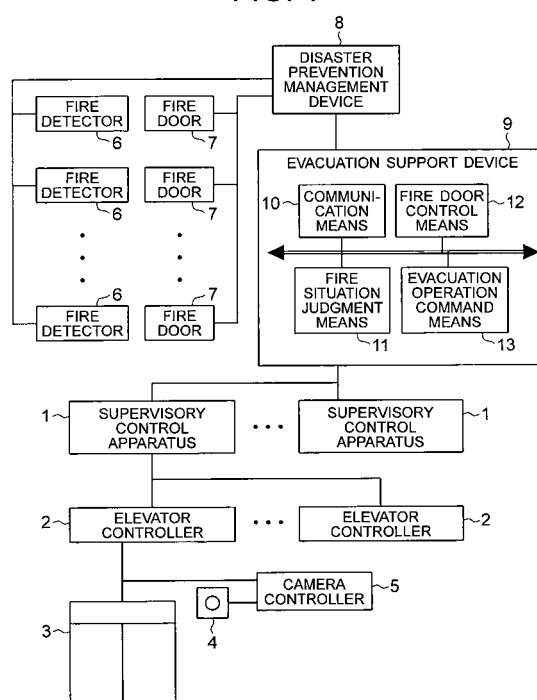 8
DISASTER
PREVENTION
MANAGEMENT
DEVICE
FIRE
DETECTOR
6
FIRE
DOOR
7
9
EVACUATION SUPPORT DEVICE
FIRE
DETECTOR
6
FIRE
DOOR
7
10
COMMUNI-
CATION
MEANS
FIRE DOOR
CONTROL
MEANS
12
6
FIRE
DETECTOR
7
FIRE
DOOR
FIRE
SITUATION
JUDGMENT
MEANS
11
EVACUATION
OPERATION
COMMAND
MEANS
13
1
SUPERVISORY
CONTROL
APPARATUS
SUPERVISORY
CONTROL
APPARATUS
1
2
ELEVATOR
CONTROLLER
ELEVATOR
CONTROLLER
2
CAMERA
CONTROLLER
5
4
3